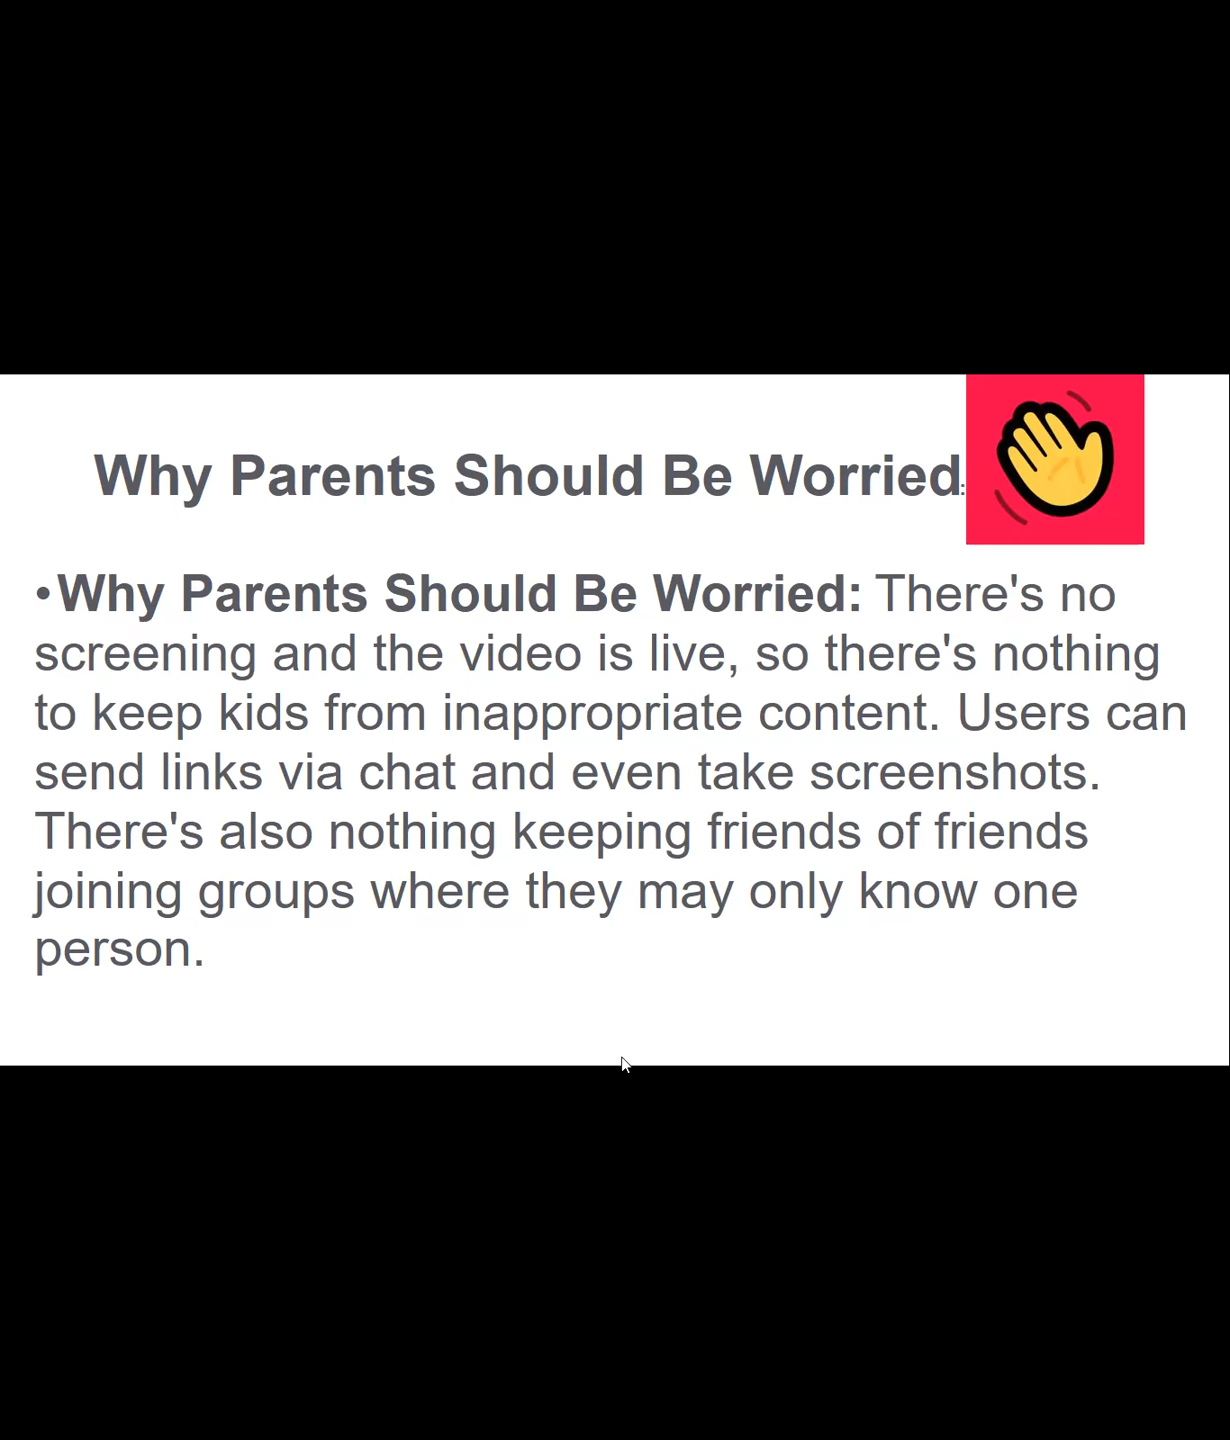 Why Parents Should Be Worried:
•Why Parents Should Be Worried: There's no
screening and the video is live, so there's nothing
to keep kids from inappropriate content. Users can
send links via chat and even take screenshots.
There's also nothing keeping friends of friends
joining groups where they may only know one
person.